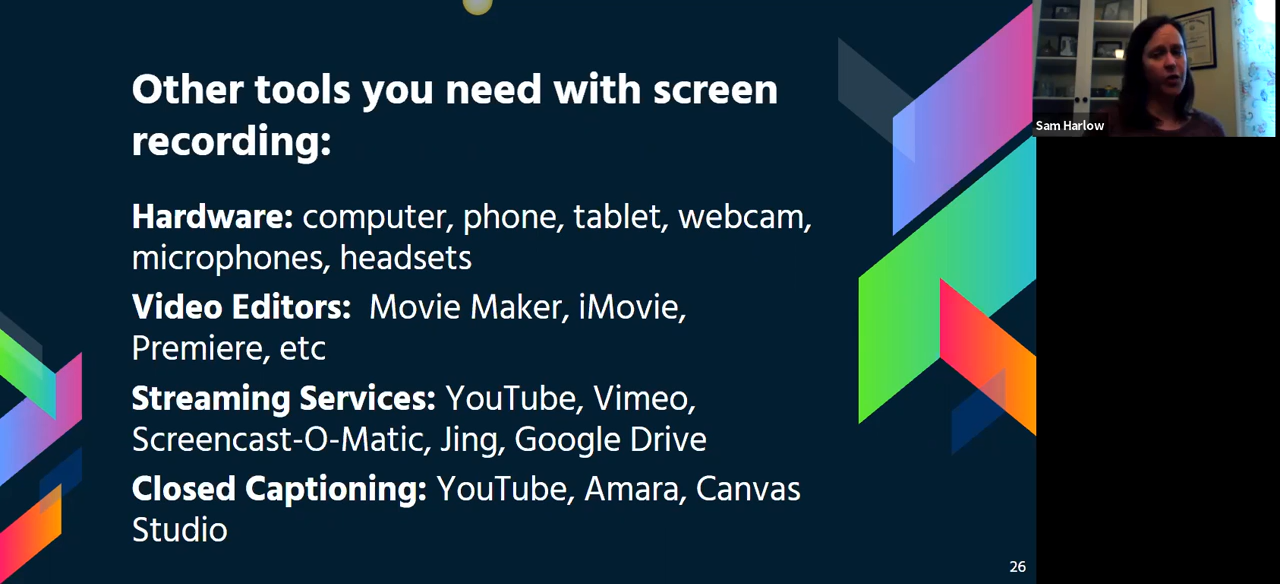 Other tools you need with screen
recording:
Hardware: computer, phone, tablet, webcam,
microphones, headsets
Video Editors: Movie Maker, iMovie,
Premiere, etc
Streaming Services: YouTube, Vimeo,
Screencast-O-Matic, Jing, Google Drive
Closed Captioning: YouTube, Amara, Canvas
Studio
26
Sam Harlow